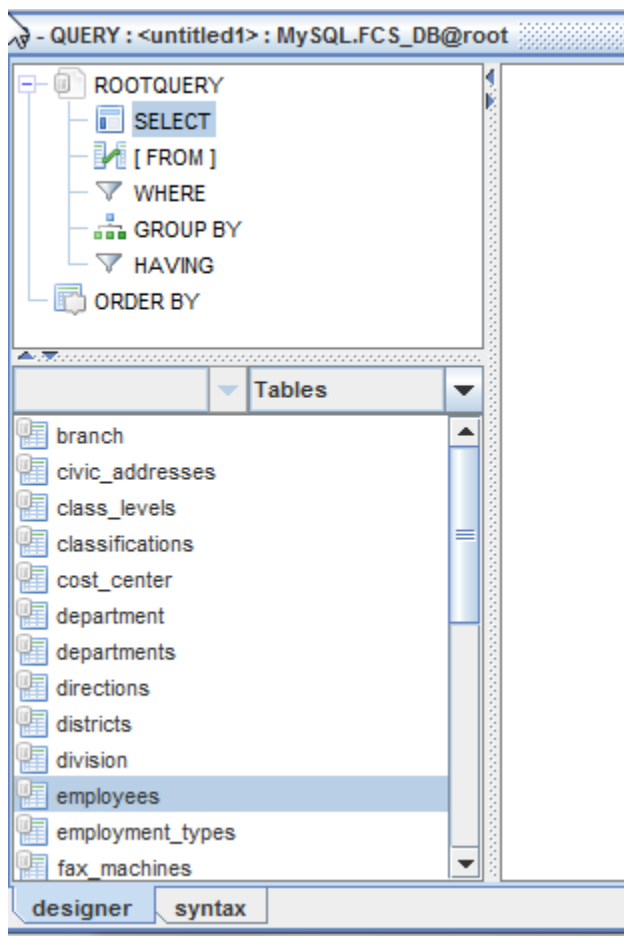 - QUERY : <untitled1> : MySQL.FCS_DB@root
ROOTQUERY
SELECT
[ FROM ]
WHERE
GROUP BY
HAVING
ORDER BY
Tables
branch
civic_addresses
class_levels
classifications
cost_center
department
departments
directions
districts
division
employees
employment_types
fax_machines
designer syntax